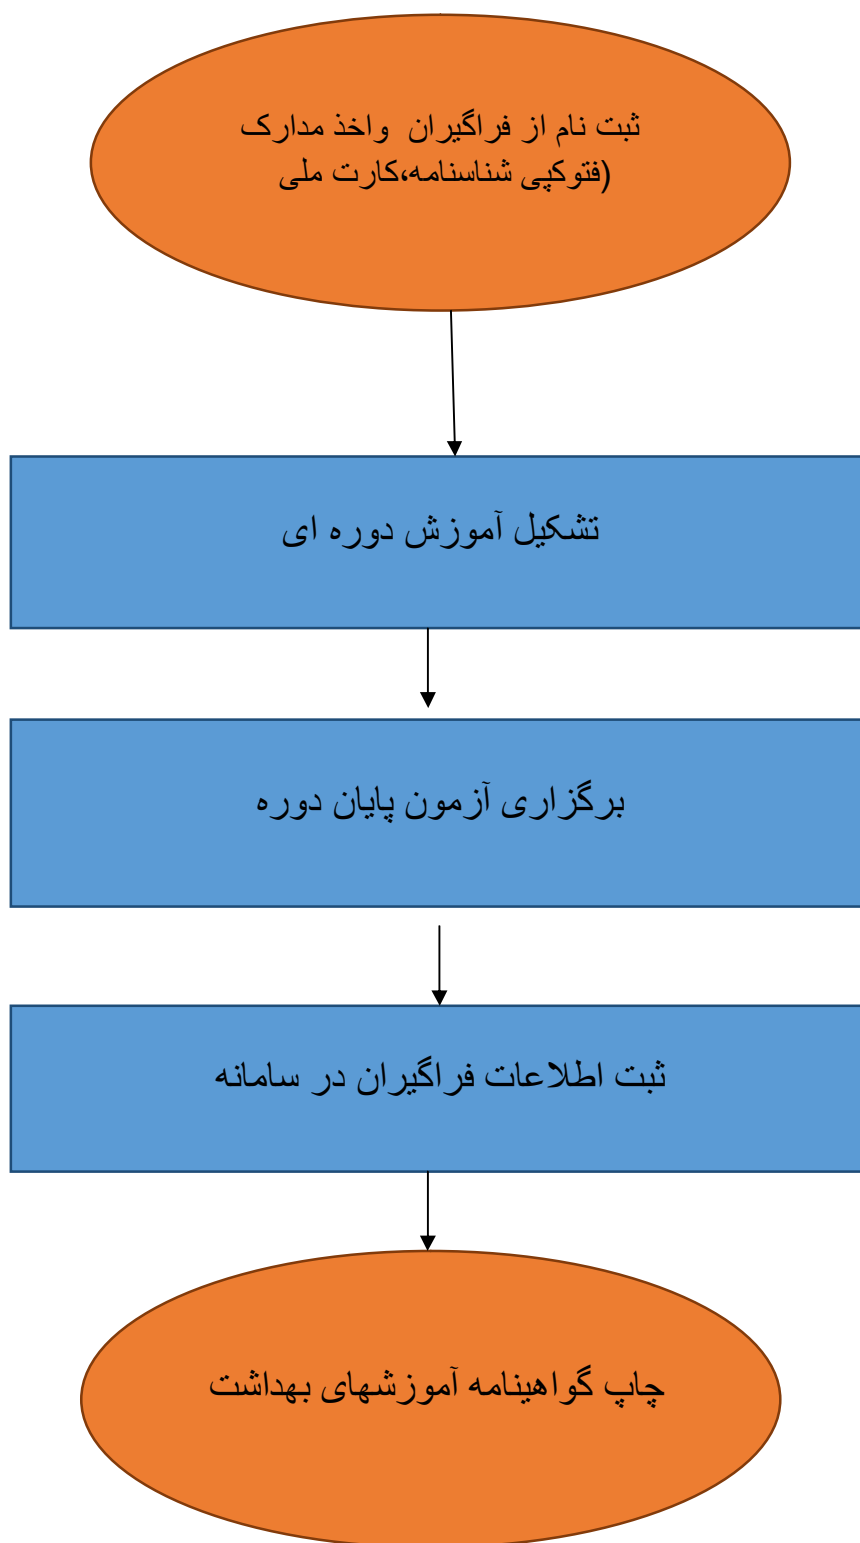 ثبت نام از فراگیران  واخذ مدارک
(فتوکپی شناسنامه،کارت ملی
تشکیل آموزش دوره ای
برگزاری آزمون پایان دوره
ثبت اطلاعات فراگیران در سامانه
چاپ گواهینامه آموزشهای بهداشت